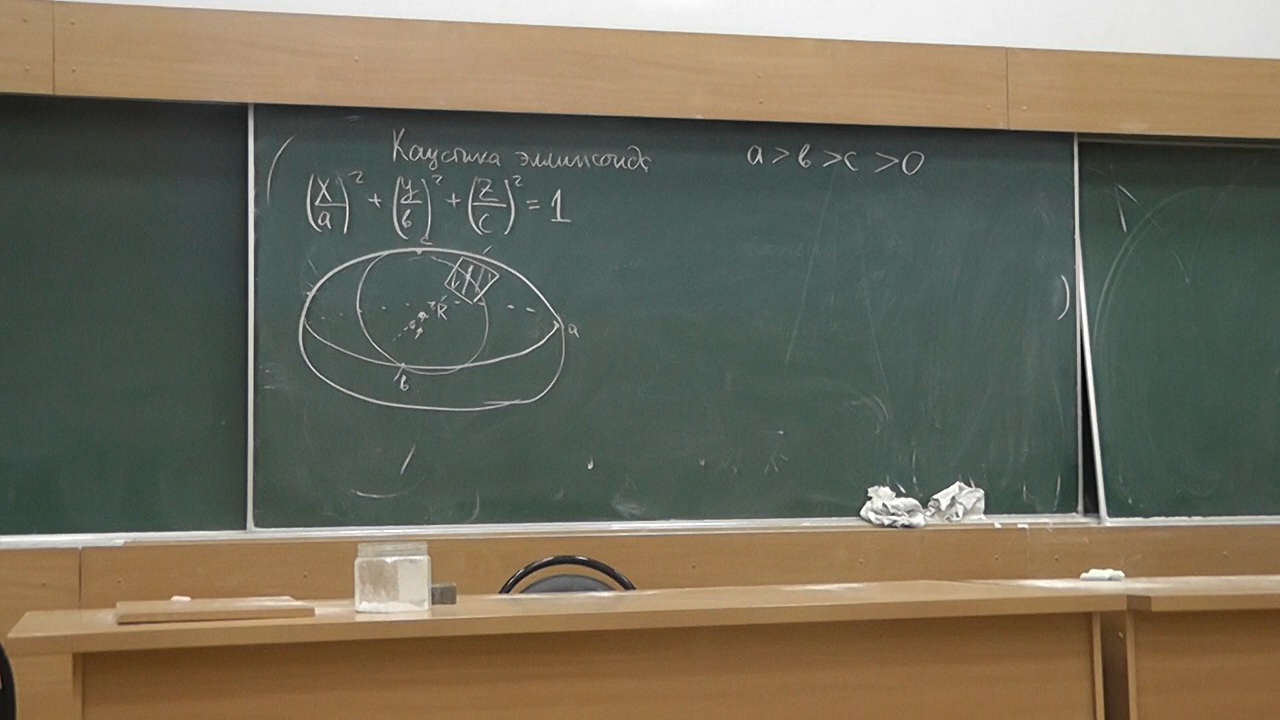 Каустика эллипсоида
a > b > c > 0
(x/a)² + (y/b)² + (z/c)² = 1
c
R
a
b